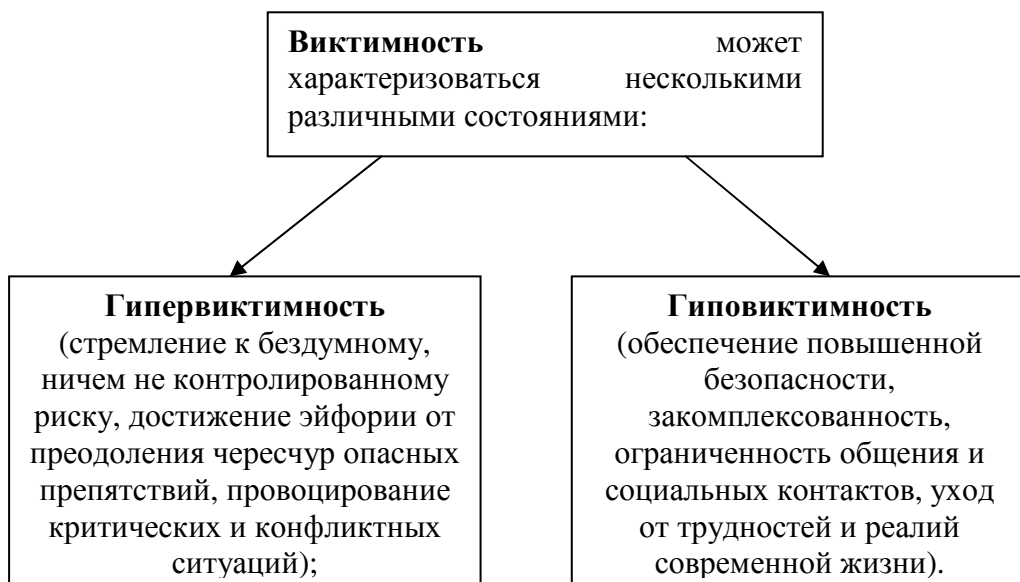 Виктимность может
характеризоваться несколькими
различными состояниями:
Гипервиктимность
(стремление к бездумному,
ничем не контролированному
риску, достижение эйфории от
преодоления чересчур опасных
препятствий, провоцирование
критических и конфликтных
ситуаций);
Гиповиктимность
(обеспечение повышенной
безопасности,
закомплексованность,
ограниченность общения и
социальных контактов, уход
от трудностей и реалий
современной жизни).